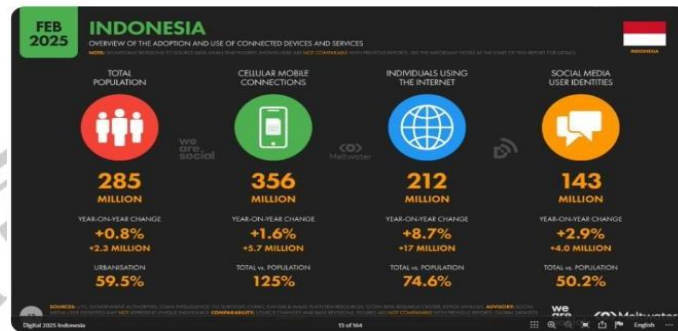 FEB
2025
INDONESIA
OVERVIEW OF THE ADOPTION AND USE OF CONNECTED DEVICES AND SERVICES
INDONESIA
TOTAL
POPULATION
CELLULAR MOBILE
CONNECTIONS
INDIVIDUALS USING
THE INTERNET
SOCIAL MEDIA
USER IDENTITIES
we
are
social
Meltwater
285
MILLION
356
MILLION
212
MILLION
143
MILLION
YEAR-ON-YEAR CHANGE
+0.8%
+2.3 MILLION
YEAR-ON-YEAR CHANGE
+1.6%
+5.7 MILLION
YEAR-ON-YEAR CHANGE
+8.7%
+17 MILLION
YEAR-ON-YEAR CHANGE
+2.9%
+4.0 MILLION
URBANISATION
59.5%
TOTAL vs. POPULATION
125%
TOTAL vs. POPULATION
74.6%
TOTAL vs. POPULATION
50.2%
we
Meltwater
Digital 2025 Indonesia
15 of 164
English